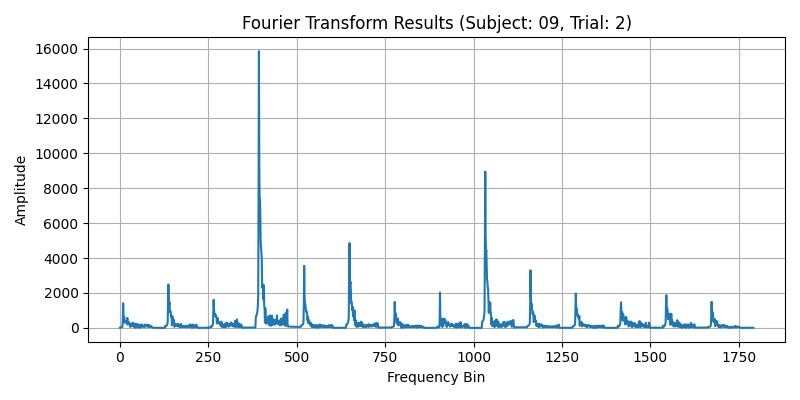 Fourier Transform Results (Subject: 09, Trial: 2)
16000
14000
12000
10000
8000
6000
4000
2000
0
Amplitude
0 250 500 750 1000 1250 1500 1750
Frequency Bin